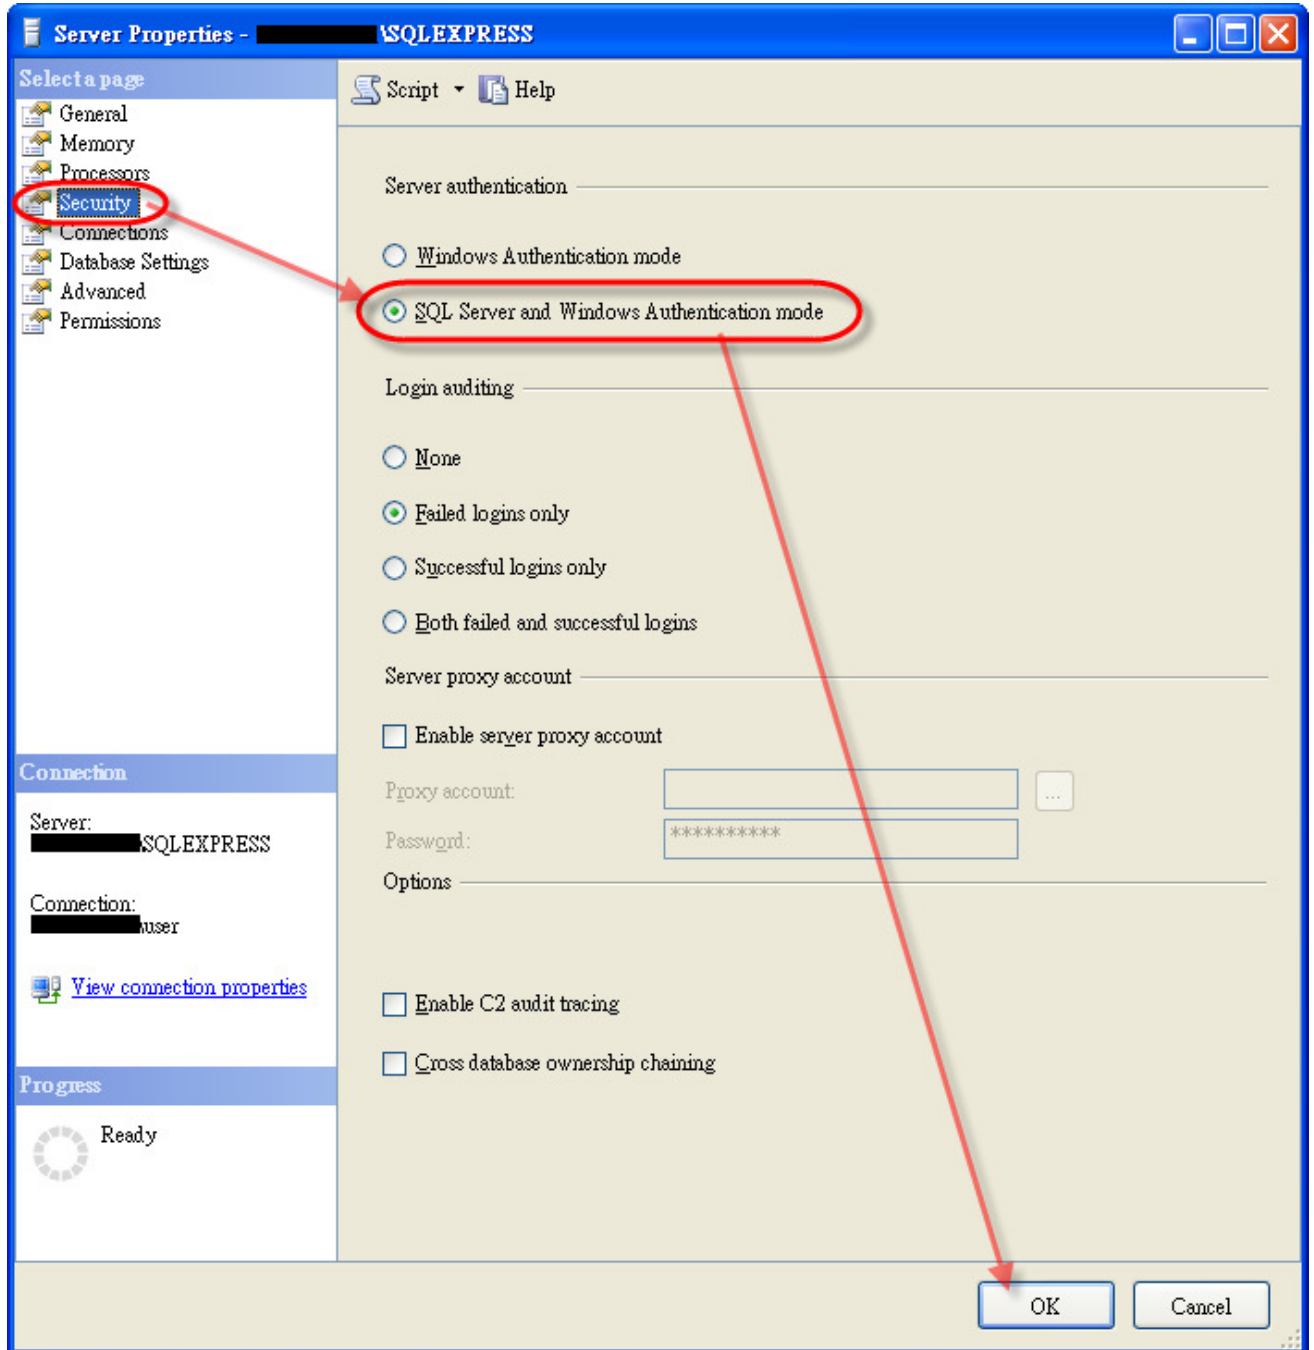 Server Properties - \SQLEXPRESS
Select a page
General
Memory
Processors
Security
Connections
Database Settings
Advanced
Permissions
Script
Help
Server authentication
Windows Authentication mode
SQL Server and Windows Authentication mode
Login auditing
None
Failed logins only
Successful logins only
Both failed and successful logins
Server proxy account
Enable server proxy account
Proxy account:
...
Password:
**********
Options
Enable C2 audit tracing
Cross database ownership chaining
Connection
Server:
\SQLEXPRESS
Connection:
\user
View connection properties
Progress
Ready
OK
Cancel